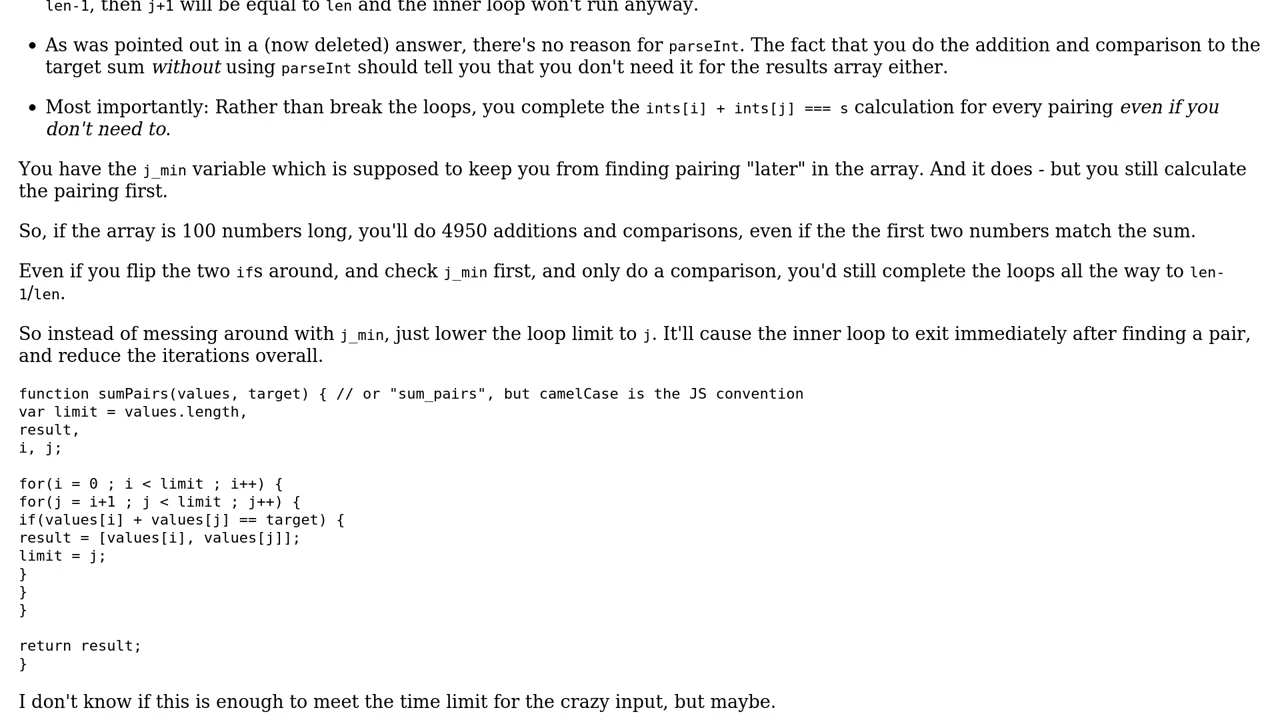 len-1, then j+1 will be equal to len and the inner loop won't run anyway.
• As was pointed out in a (now deleted) answer, there's no reason for parseInt. The fact that you do the addition and comparison to the
target sum without using parseInt should tell you that you don't need it for the results array either.
• Most importantly: Rather than break the loops, you complete the ints[i] + ints[j] === s calculation for every pairing even if you
don't need to.
You have the j_min variable which is supposed to keep you from finding pairing "later" in the array. And it does - but you still calculate
the pairing first.
So, if the array is 100 numbers long, you'll do 4950 additions and comparisons, even if the the first two numbers match the sum.
Even if you flip the two ifs around, and check j_min first, and only do a comparison, you'd still complete the loops all the way to len-
1/len.
So instead of messing around with j_min, just lower the loop limit to j. It'll cause the inner loop to exit immediately after finding a pair,
and reduce the iterations overall.
function sumPairs(values, target) { // or "sum_pairs", but camelCase is the JS convention
var limit = values.length,
result,
i, j;
for(i = 0 ; i < limit ; i++) {
for(j = i+1 ; j < limit ; j++) {
if(values[i] + values[j] == target) {
result = [values[i], values[j]];
limit = j;
}
}
}
return result;
}
I don't know if this is enough to meet the time limit for the crazy input, but maybe.